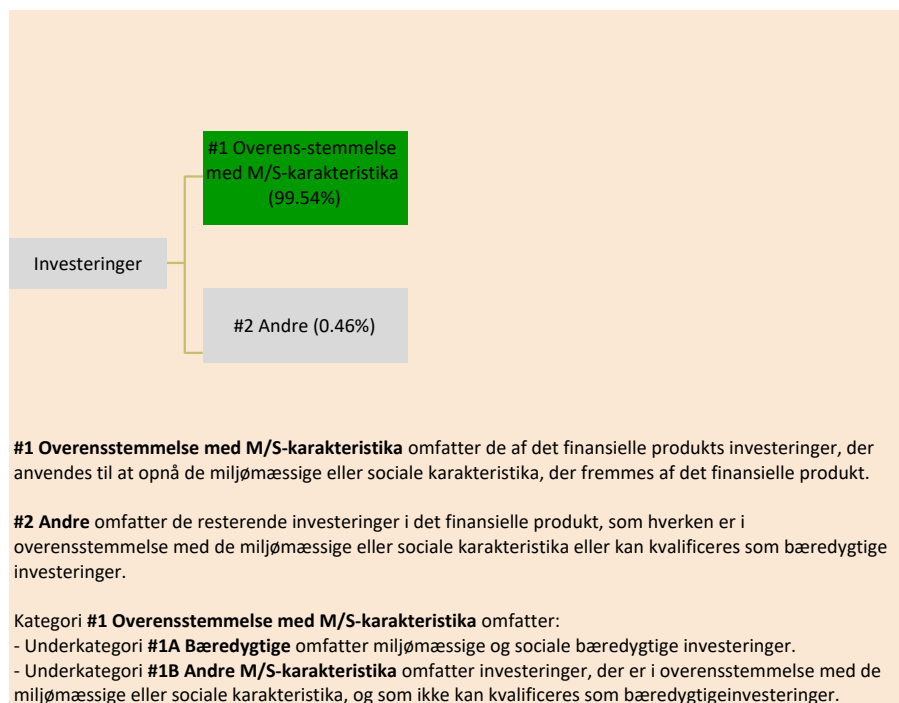 #1 Overens-stemmelse
med M/S-karakteristika
(99.54%)
Investeringer
#2 Andre (0.46%)
#1 Overensstemmelse med M/S-karakteristika omfatter de af det finansielle produkts investeringer, der
anvendes til at opnå de miljømæssige eller sociale karakteristika, der fremmes af det finansielle produkt.
#2 Andre omfatter de resterende investeringer i det finansielle produkt, som hverken er i
overensstemmelse med de miljømæssige eller sociale karakteristika eller kan kvalificeres som bæredygtige
investeringer.
Kategori #1 Overensstemmelse med M/S-karakteristika omfatter:
- Underkategori #1A Bæredygtige omfatter miljømæssige og sociale bæredygtige investeringer.
- Underkategori #1B Andre M/S-karakteristika omfatter investeringer, der er i overensstemmelse med de
miljømæssige eller sociale karakteristika, og som ikke kan kvalificeres som bæredygtigeinvesteringer.